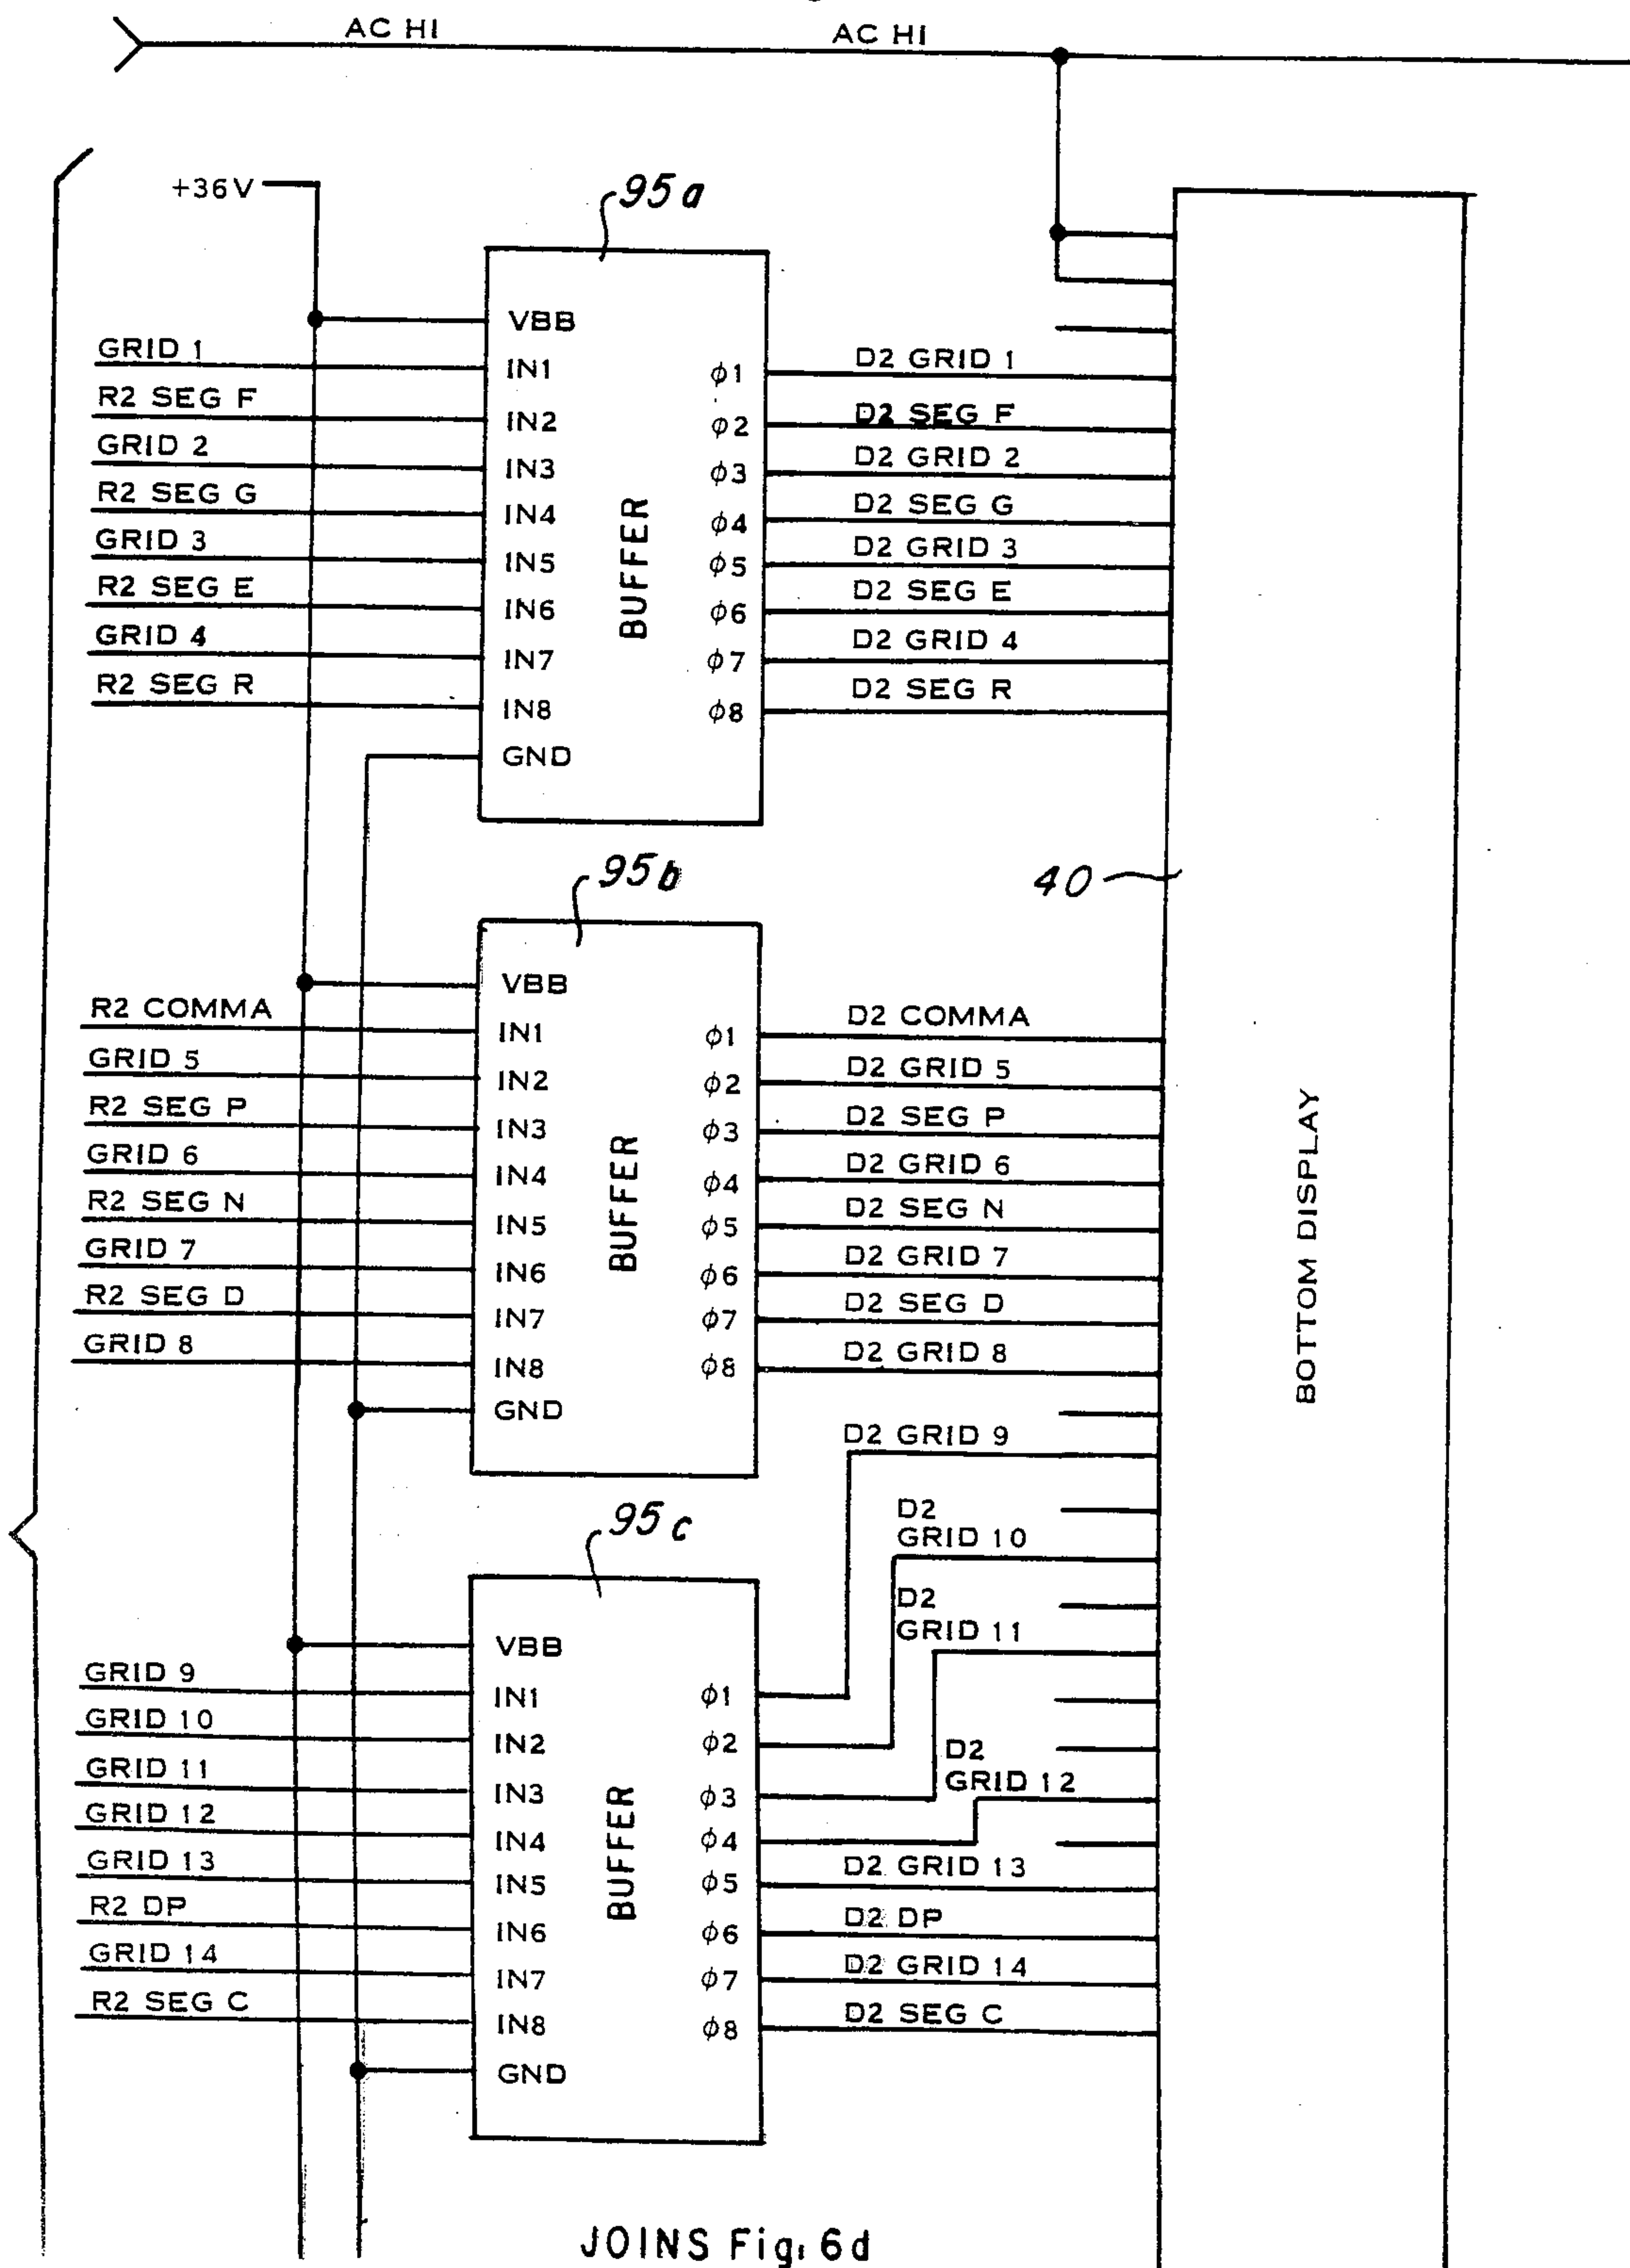 AC HI
AC HI
+36V
95a
VBB
GRID 1
IN1
φ1
D2 GRID 1
R2 SEG F
IN2
φ2
D2 SEG F
GRID 2
IN3
φ3
D2 GRID 2
R2 SEG G
IN4
φ4
D2 SEG G
GRID 3
IN5
φ5
D2 GRID 3
R2 SEG E
IN6
φ6
D2 SEG E
GRID 4
IN7
φ7
D2 GRID 4
R2 SEG R
IN8
φ8
D2 SEG R
GND
BUFFER
95b
40
VBB
R2 COMMA
IN1
φ1
D2 COMMA
GRID 5
IN2
φ2
D2 GRID 5
R2 SEG P
IN3
φ3
D2 SEG P
GRID 6
IN4
φ4
D2 GRID 6
R2 SEG N
IN5
φ5
D2 SEG N
GRID 7
IN6
φ6
D2 GRID 7
R2 SEG D
IN7
φ7
D2 SEG D
GRID 8
IN8
φ8
D2 GRID 8
GND
BUFFER
BOTTOM DISPLAY
D2 GRID 9
D2
GRID 10
D2
GRID 11
D2
GRID 12
95c
VBB
GRID 9
IN1
φ1
GRID 10
IN2
φ2
GRID 11
IN3
φ3
GRID 12
IN4
φ4
GRID 13
IN5
φ5
D2 GRID 13
R2 DP
IN6
φ6
D2 DP
GRID 14
IN7
φ7
D2 GRID 14
R2 SEG C
IN8
φ8
D2 SEG C
GND
BUFFER
JOINS Fig. 6d